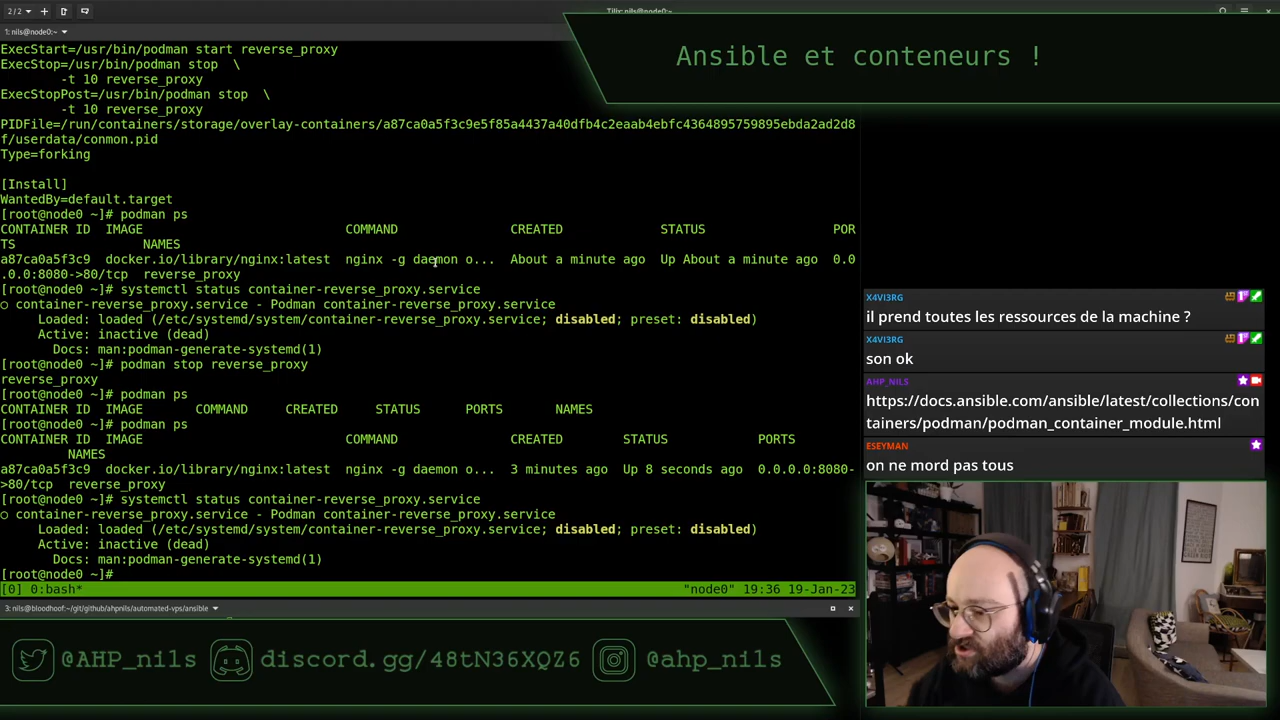 2/2
Tilix: nils@node0:~
1: nils@node0:~
Ansible et conteneurs !
ExecStart=/usr/bin/podman start reverse_proxy
ExecStop=/usr/bin/podman stop  \
        -t 10 reverse_proxy
ExecStopPost=/usr/bin/podman stop  \
        -t 10 reverse_proxy
PIDFile=/run/containers/storage/overlay-containers/a87ca0a5f3c9e5f85a4437a40dfb4c2eaab4ebfc4364895759895ebda2ad2d8
f/userdata/conmon.pid
Type=forking
[Install]
WantedBy=default.target
[root@node0 ~]# podman ps
CONTAINER ID  IMAGE                           COMMAND               CREATED             STATUS                 POR
TS                 NAMES
a87ca0a5f3c9  docker.io/library/nginx:latest  nginx -g daemon o...  About a minute ago  Up About a minute ago  0.0
.0.0:8080->80/tcp  reverse_proxy
[root@node0 ~]# systemctl status container-reverse_proxy.service
○ container-reverse_proxy.service - Podman container-reverse_proxy.service
     Loaded: loaded (/etc/systemd/system/container-reverse_proxy.service; disabled; preset: disabled)
     Active: inactive (dead)
       Docs: man:podman-generate-systemd(1)
[root@node0 ~]# podman stop reverse_proxy
reverse_proxy
[root@node0 ~]# podman ps
CONTAINER ID  IMAGE       COMMAND     CREATED     STATUS      PORTS       NAMES
[root@node0 ~]# podman ps
CONTAINER ID  IMAGE                           COMMAND               CREATED        STATUS            PORTS
         NAMES
a87ca0a5f3c9  docker.io/library/nginx:latest  nginx -g daemon o...  3 minutes ago  Up 8 seconds ago  0.0.0.0:8080-
>80/tcp  reverse_proxy
[root@node0 ~]# systemctl status container-reverse_proxy.service
○ container-reverse_proxy.service - Podman container-reverse_proxy.service
     Loaded: loaded (/etc/systemd/system/container-reverse_proxy.service; disabled; preset: disabled)
     Active: inactive (dead)
       Docs: man:podman-generate-systemd(1)
[root@node0 ~]#
[0] 0:bash*    "node0" 19:36 19-Jan-23
3: nils@bloodhoof:~/git/github/ahpnils/automated-vps/ansible
X4VI3RG
il prend toutes les ressources de la machine ?
X4VI3RG
son ok
AHP_NILS
https://docs.ansible.com/ansible/latest/collections/con
tainers/podman/podman_container_module.html
ESEYMAN
on ne mord pas tous
@AHP_nils discord.gg/48tN36XQZ6 @ahp_nils